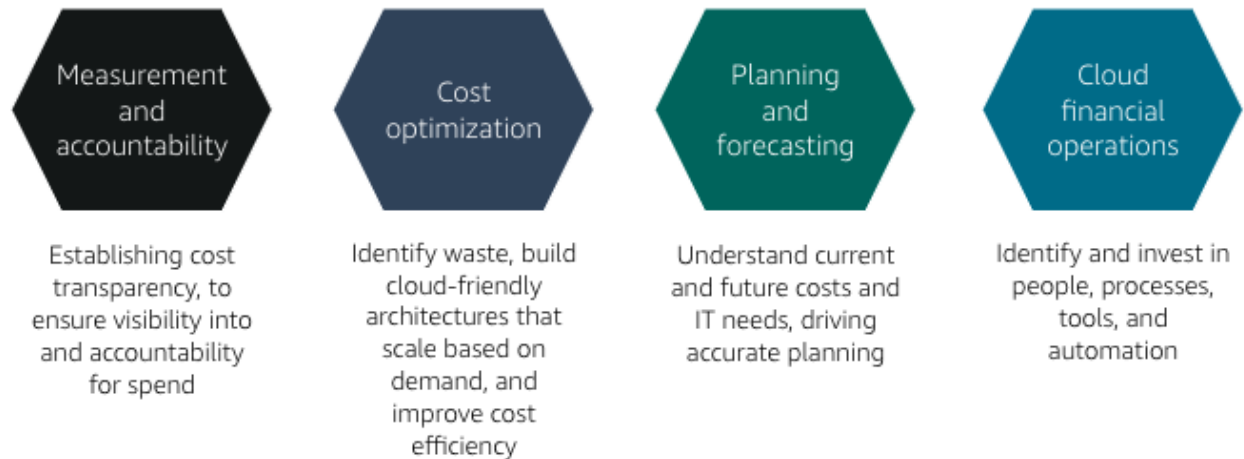 Measurement
and
accountability
Establishing cost
transparency, to
ensure visibility into
and accountability
for spend
Cost
optimization
Identify waste, build
cloud-friendly
architectures that
scale based on
demand, and
improve cost
efficiency
Planning
and
forecasting
Understand current
and future costs and
IT needs, driving
accurate planning
Cloud
financial
operations
Identify and invest in
people, processes,
tools, and
automation